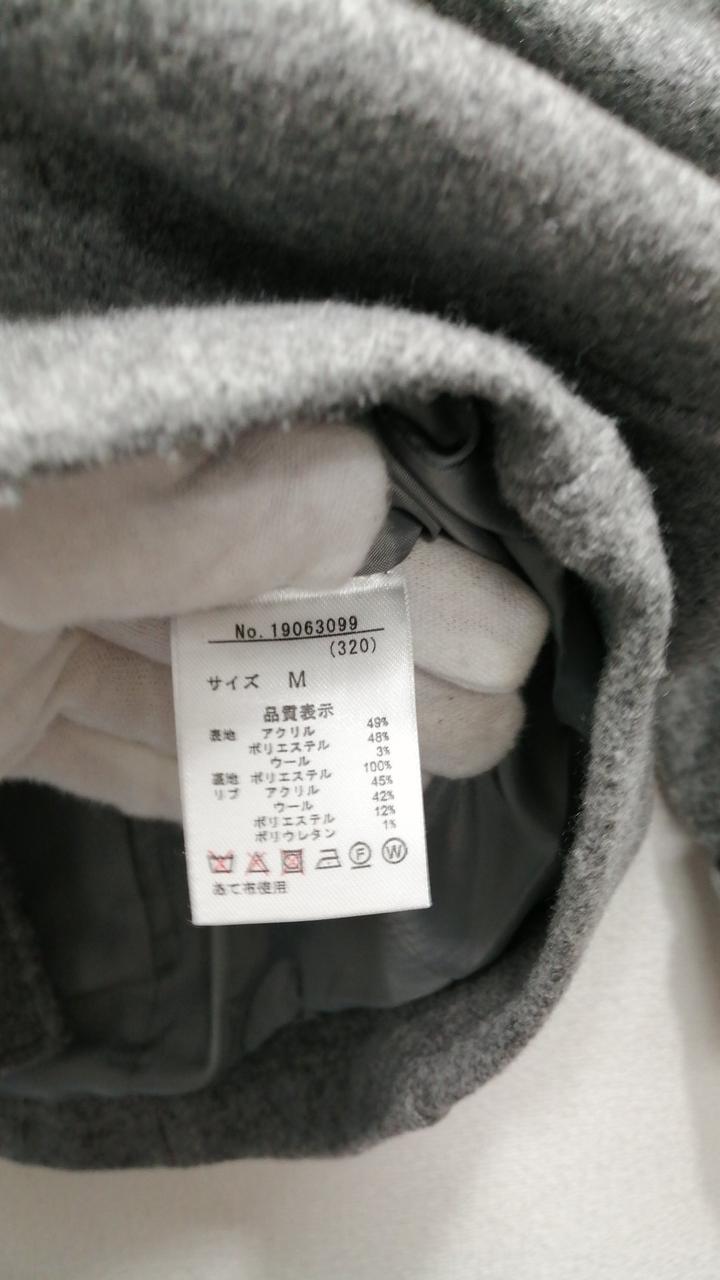 No. 19063099
(320)
サイズ M
品質表示
表地 アクリル 49%
ポリエステル 48%
ウール 3%
裏地 ポリエステル 100%
リブ アクリル 45%
ウール 42%
ポリエステル 12%
ポリウレタン 1%
F W
あて布使用